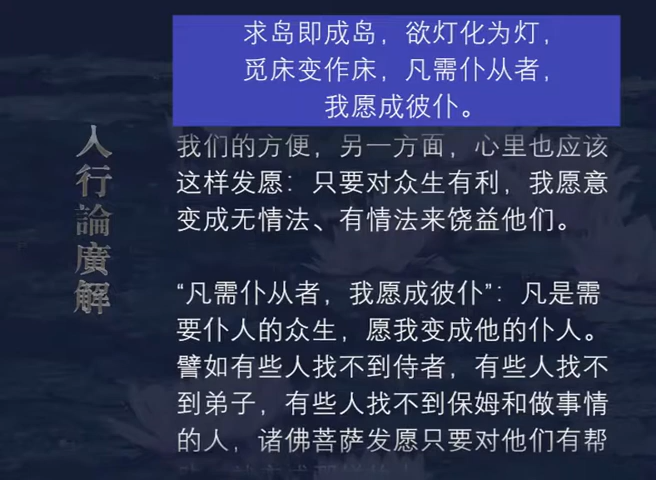 求岛即成岛，欲灯化为灯，
觅床变作床，凡需仆从者，
我愿成彼仆。
入行論廣解
我们的方便，另一方面，心里也应该
这样发愿：只要对众生有利，我愿意
变成无情法、有情法来饶益他们。
“凡需仆从者，我愿成彼仆”：凡是需
要仆人的众生，愿我变成他的仆人。
譬如有些人找不到侍者，有些人找不
到弟子，有些人找不到保姆和做事情
的人，诸佛菩萨发愿只要对他们有帮